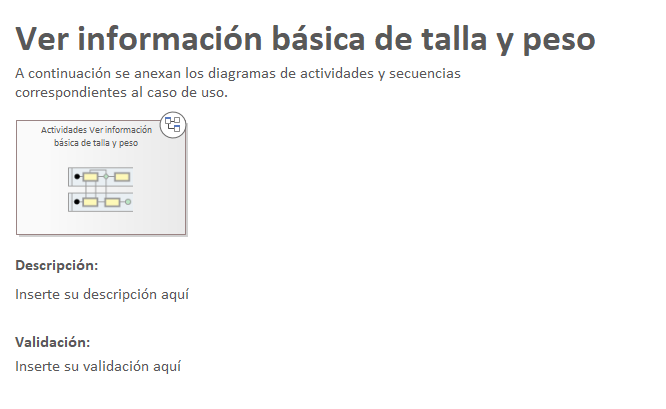 Ver información básica de talla y peso
A continuación se anexan los diagramas de actividades y secuencias
correspondientes al caso de uso.
Actividades Ver información
básica de talla y peso
Descripción:
Inserte su descripción aquí
Validación:
Inserte su validación aquí